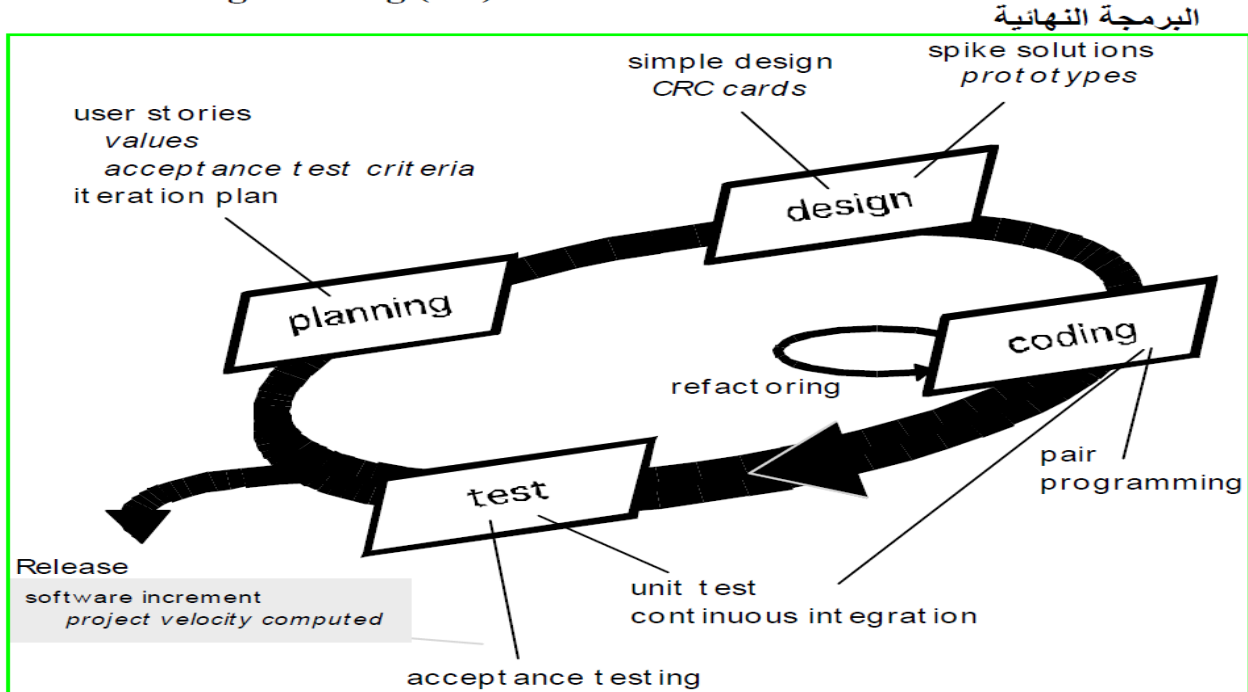 البرمجة النهائية
spike solutions
prototypes
simple design
CRC cards
user stories
values
acceptance test criteria
iteration plan
design
planning
coding
refactoring
test
pair
programming
Release
software increment
project velocity computed
unit test
continuous integration
acceptance testing